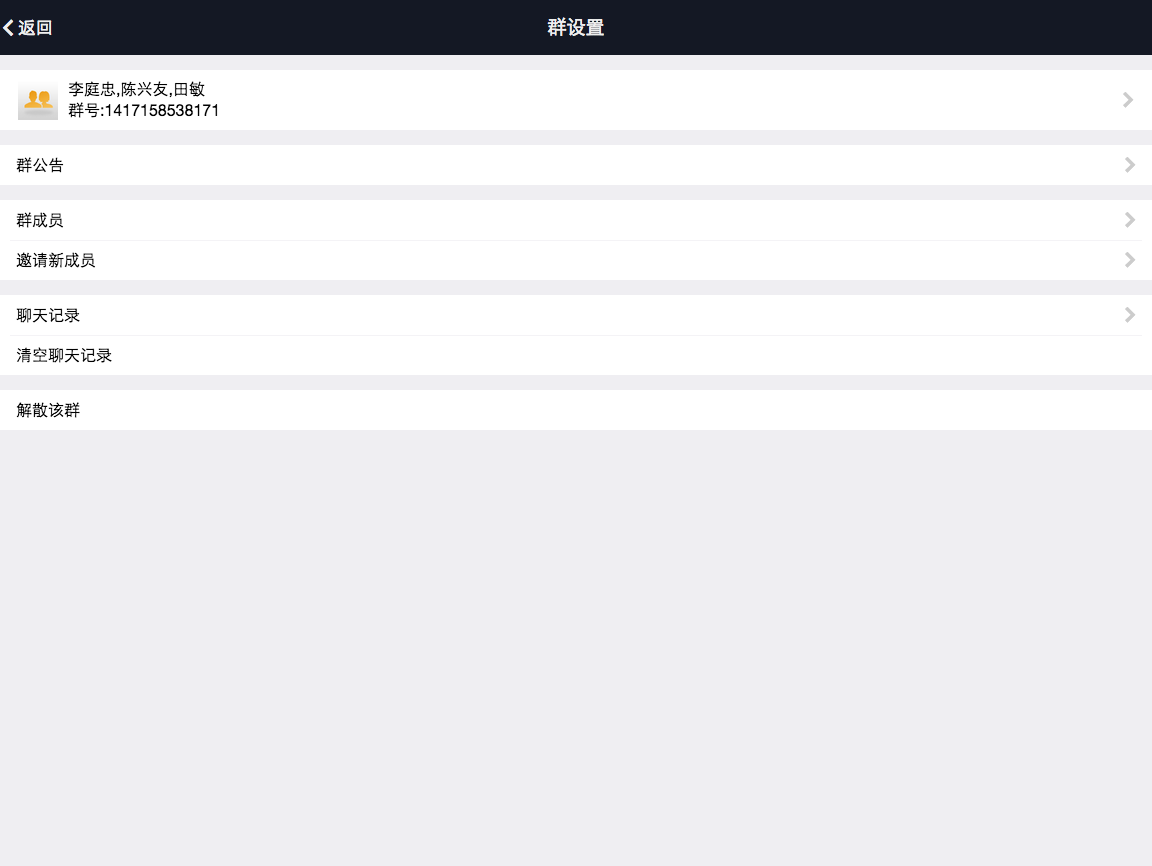 返回
群设置
李庭忠,陈兴友,田敏
群号:1417158538171
群公告
群成员
邀请新成员
聊天记录
清空聊天记录
解散该群